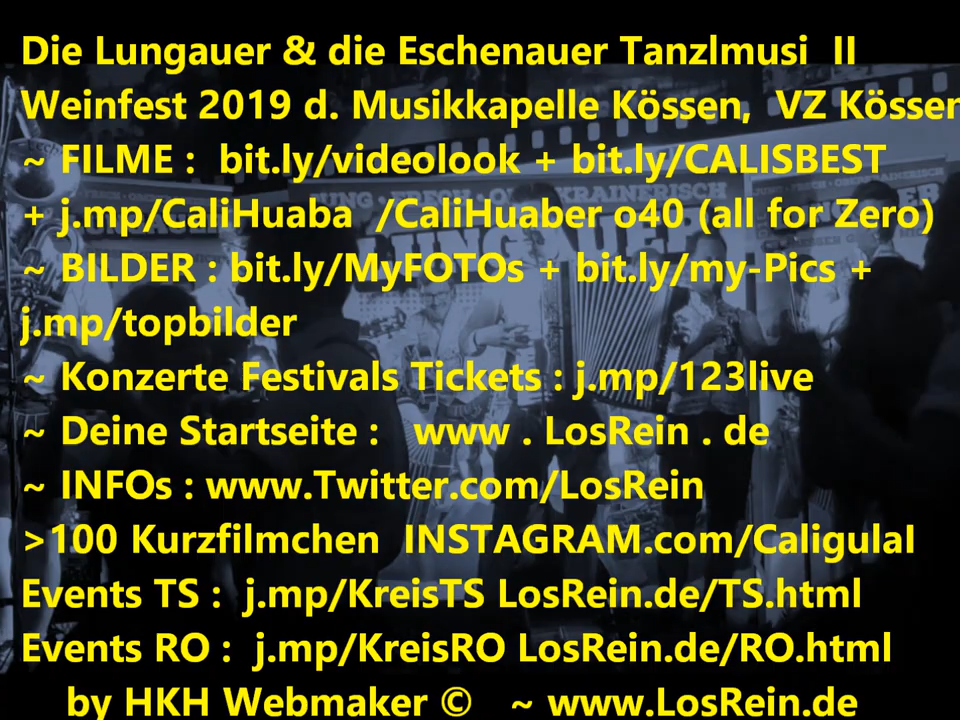 Die Lungauer & die Eschenauer Tanzlmusi II
Weinfest 2019 d. Musikkapelle Kössen, VZ Kössen
~ FILME : bit.ly/videolook + bit.ly/CALISBEST
+ j.mp/CaliHuaba /CaliHuaber o40 (all for Zero)
~ BILDER : bit.ly/MyFOTOs + bit.ly/my-Pics +
j.mp/topbilder
~ Konzerte Festivals Tickets : j.mp/123live
~ Deine Startseite : www . LosRein . de
~ INFOs : www.Twitter.com/LosRein
>100 Kurzfilmchen INSTAGRAM.com/CaligulaI
Events TS : j.mp/KreisTS LosRein.de/TS.html
Events RO : j.mp/KreisRO LosRein.de/RO.html
by HKH Webmaker © ~ www.LosRein.de